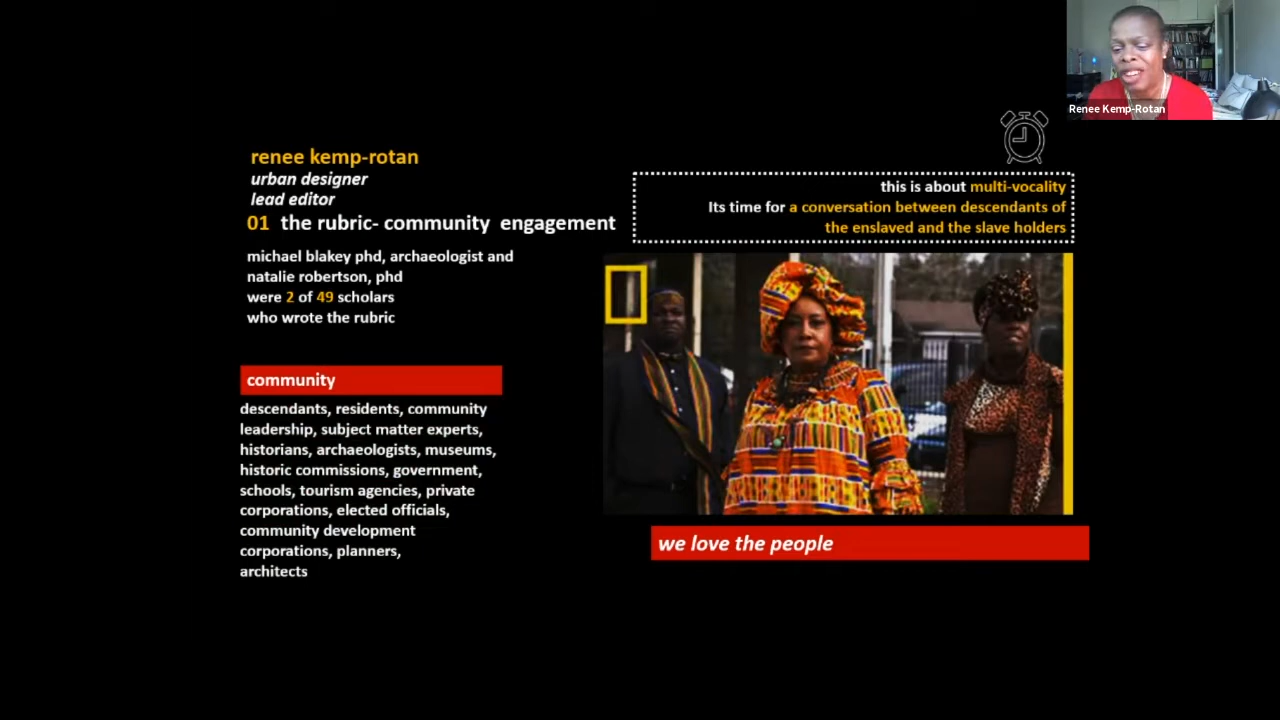 Renee Kemp-Rotan
renee kemp-rotan
urban designer
lead editor
01 the rubric- community engagement
michael blakey phd, archaeologist and
natalie robertson, phd
were 2 of 49 scholars
who wrote the rubric
community
descendants, residents, community
leadership, subject matter experts,
historians, archaeologists, museums,
historic commissions, government,
schools, tourism agencies, private
corporations, elected officials,
community development
corporations, planners,
architects
this is about multi-vocality
Its time for a conversation between descendants of
the enslaved and the slave holders
we love the people